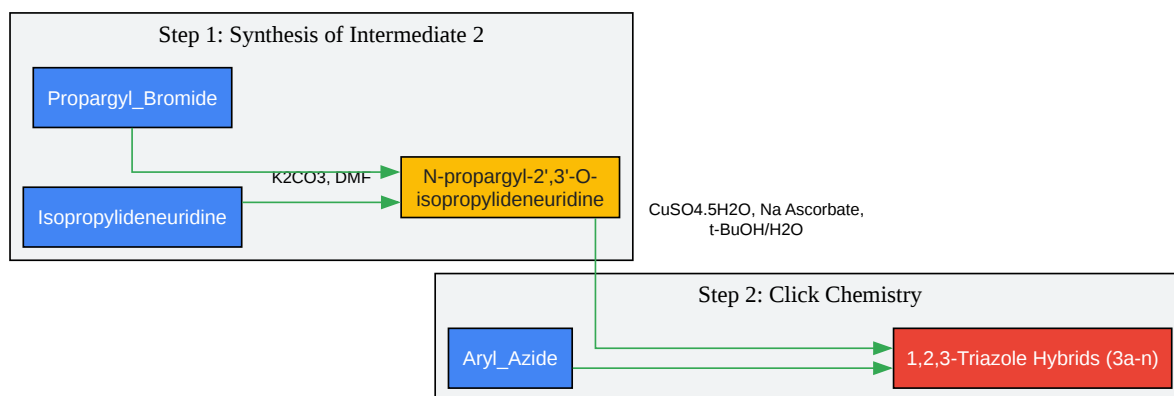 Step 1: Synthesis of Intermediate 2
Propargyl_Bromide
K2CO3, DMF
N-propargyl-2',3'-O-
isopropylideneuridine
Isopropylideneuridine
CuSO4.5H2O, Na Ascorbate,
t-BuOH/H2O
Step 2: Click Chemistry
Aryl_Azide
1,2,3-Triazole Hybrids (3a-n)